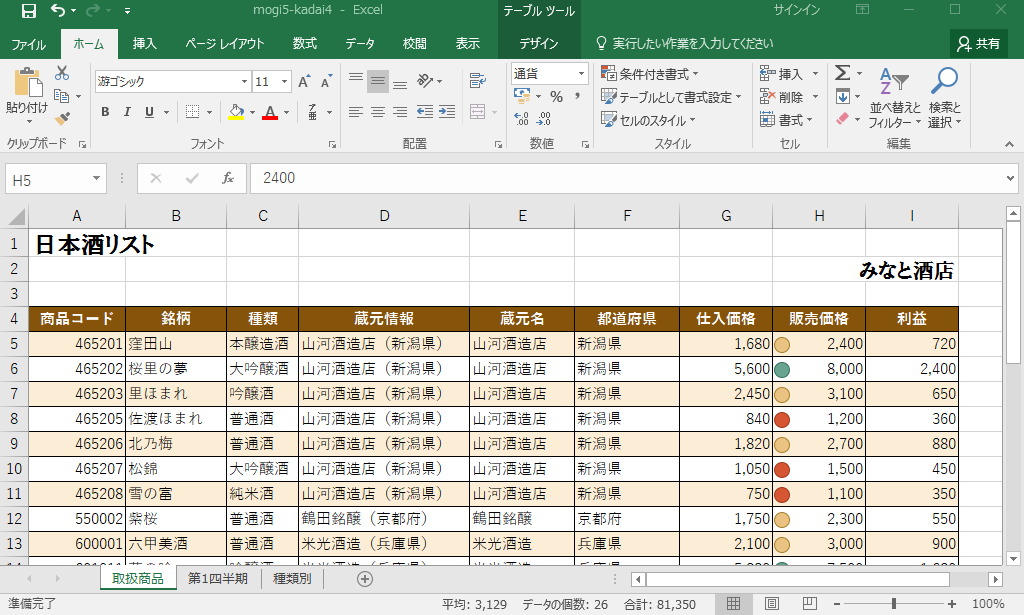 mogi5-kadai4 - Excel
テーブル ツール
サインイン
ファイル ホーム 挿入 ページ レイアウト 数式 データ 校閲 表示 デザイン 実行したい作業を入力してください 共有
貼り付け
クリップボード
游ゴシック 11
B I U
フォント
配置
通貨
数値
条件付き書式
テーブルとして書式設定
セルのスタイル
スタイル
挿入
削除
書式
セル
並べ替えと
フィルター
検索と
選択
編集
H5 fx 2400
A B C D E F G H I
1 日本酒リスト
2 みなと酒店
3
4 商品コード 銘柄 種類 蔵元情報 蔵元名 都道府県 仕入価格 販売価格 利益
5 465201 窪田山 本醸造酒 山河酒造店（新潟県） 山河酒造店 新潟県 1,680 2,400 720
6 465202 桜里の夢 大吟醸酒 山河酒造店（新潟県） 山河酒造店 新潟県 5,600 8,000 2,400
7 465203 里ほまれ 吟醸酒 山河酒造店（新潟県） 山河酒造店 新潟県 2,450 3,100 650
8 465205 佐渡ほまれ 普通酒 山河酒造店（新潟県） 山河酒造店 新潟県 840 1,200 360
9 465206 北乃梅 普通酒 山河酒造店（新潟県） 山河酒造店 新潟県 1,820 2,700 880
10 465207 松錦 大吟醸酒 山河酒造店（新潟県） 山河酒造店 新潟県 1,050 1,500 450
11 465208 雪の富 純米酒 山河酒造店（新潟県） 山河酒造店 新潟県 750 1,100 350
12 550002 紫桜 普通酒 鶴田銘醸（京都府） 鶴田銘醸 京都府 1,750 2,300 550
13 600001 六甲美酒 普通酒 米光酒造（兵庫県） 米光酒造 兵庫県 2,100 3,000 900
取扱商品 第1四半期 種類別
準備完了 平均: 3,129 データの個数: 26 合計: 81,350 100%